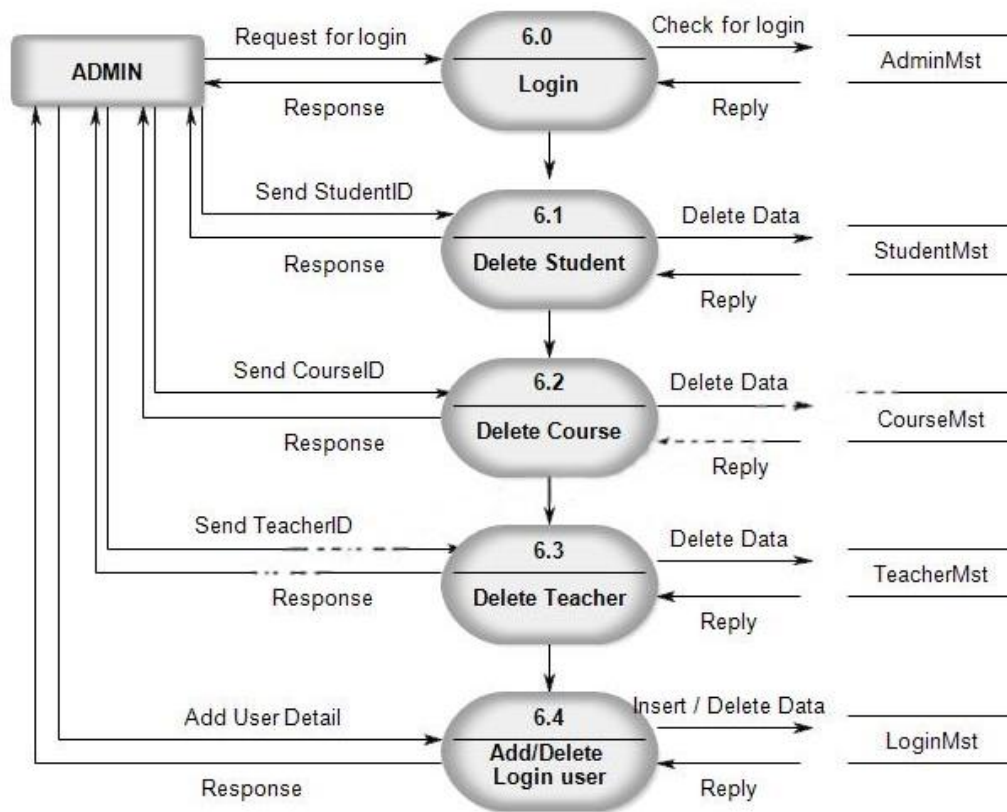 ADMIN
Request for login
Response
6.0
Login
Check for login
Reply
AdminMst
Send StudentID
Response
6.1
Delete Student
Delete Data
Reply
StudentMst
Send CourseID
Response
6.2
Delete Course
Delete Data
Reply
CourseMst
Send TeacherID
Response
6.3
Delete Teacher
Delete Data
Reply
TeacherMst
Add User Detail
Response
6.4
Add/Delete
Login user
Insert / Delete Data
Reply
LoginMst